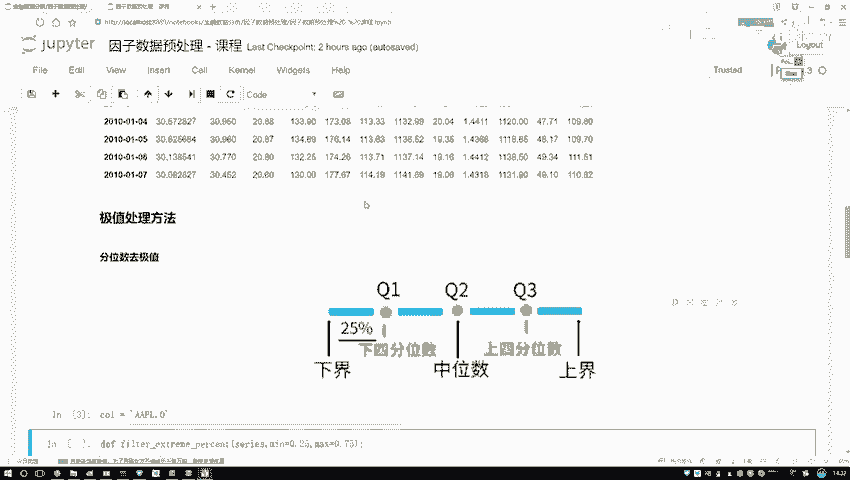 jupyter 因子数据预处理 - 课程 Last Checkpoint: 2 hours ago (autosaved)
Logout
File Edit View Insert Cell Kernel Widgets Help
Trusted
Code
2010-01-04 30.572827 30.950 20.88 133.90 173.08 113.33 1132.99 20.04 1.4411 1120.00 47.71 109.80
2010-01-05 30.625684 30.960 20.87 134.69 176.14 113.63 1136.52 19.35 1.4368 1118.65 48.17 109.70
2010-01-06 30.138541 30.770 20.80 132.25 174.26 113.71 1137.14 19.16 1.4412 1138.50 49.34 111.51
2010-01-07 30.082827 30.452 20.60 130.00 177.67 114.19 1141.69 19.06 1.4318 1131.90 49.10 110.82
极值处理方法
分位数去极值
Q1 Q2 Q3
25%
下四分位数 上四分位数
下界 中位数 上界
In [3]: col = 'AAPL.O'
In [ ]: def filter_extreme_percent(series,min=0.25,max=0.75):
14:37